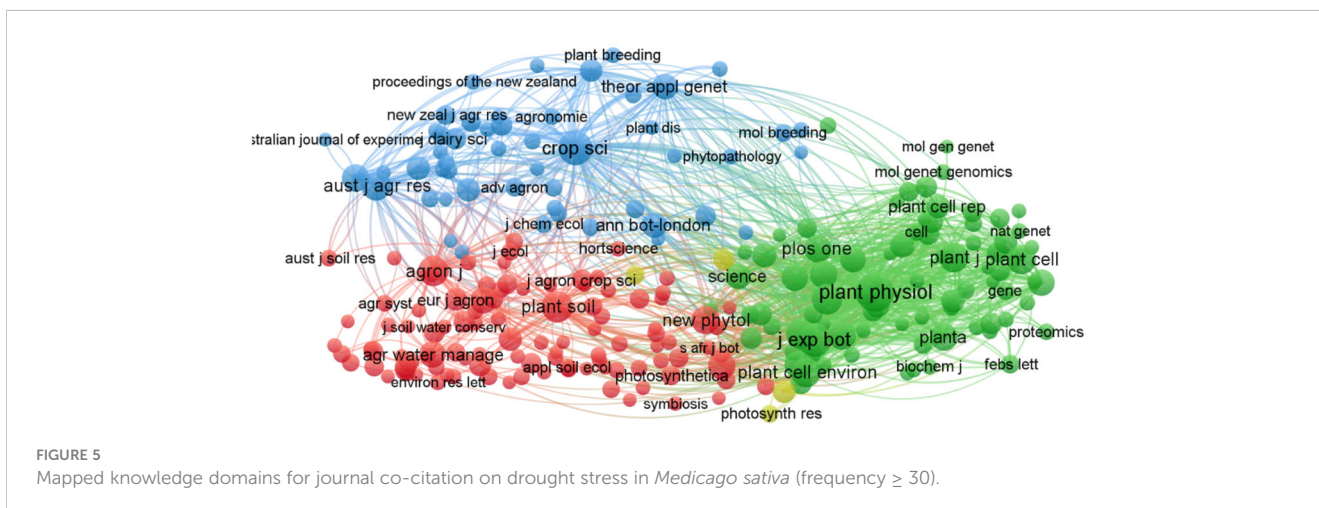 plant breeding
proceedings of the new zealand
theor appl genet
new zeal j agr res
agronomie
plant dis
mol breeding
stralian journal of experime
j dairy sci
crop sci
phytopathology
mol gen genet
mol genet genomics
aust j agr res
adv agron
plant cell rep
j chem ecol
ann bot-london
cell
nat genet
j ecol
hortscience
plos one
aust j soil res
agron j
science
plant j
plant cell
j agron crop sci
plant physiol
gene
agr syst
eur j agron
plant soil
new phytol
j soil water conserv
j exp bot
planta
proteomics
s afr j bot
agr water manage
appl soil ecol
photosynthetica
plant cell environ
biochem j
febs lett
environ res lett
symbiosis
photosynth res
FIGURE 5
Mapped knowledge domains for journal co-citation on drought stress in Medicago sativa (frequency ≥ 30).